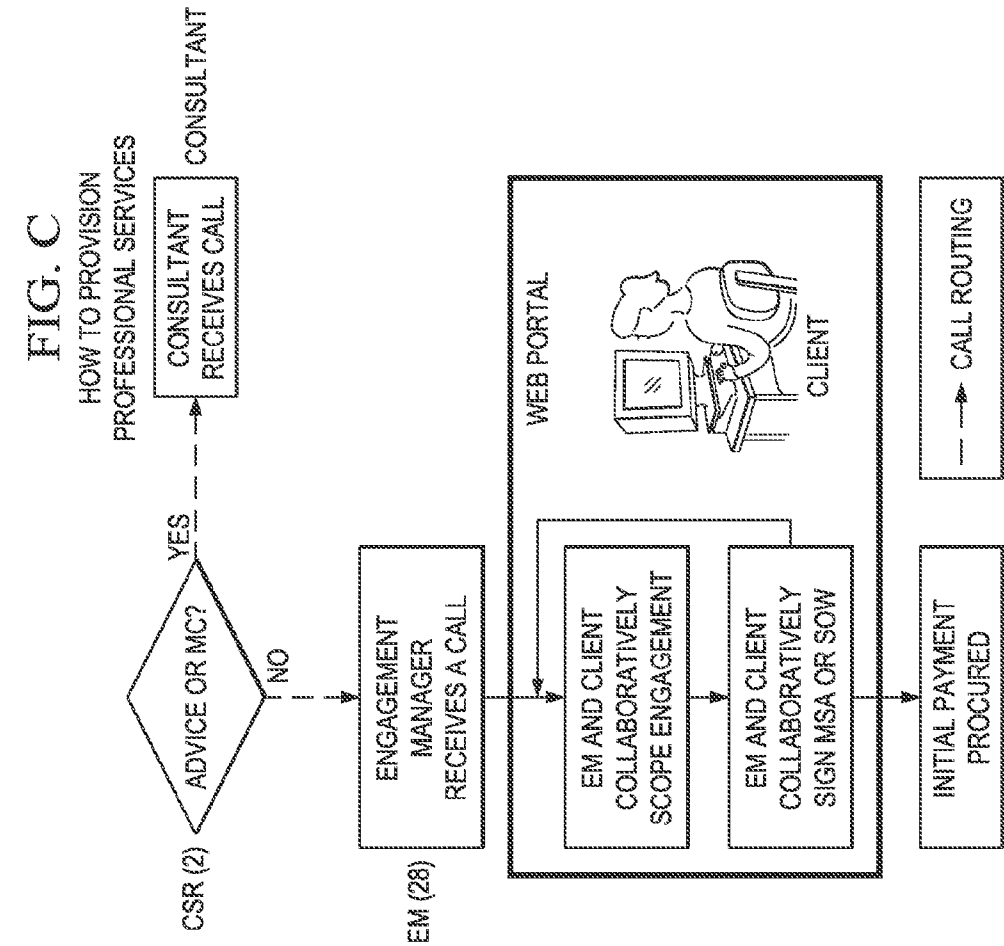 FIG. C
HOW TO PROVISION
PROFESSIONAL SERVICES
CSR (2)
ADVICE OR MC?
YES
CONSULTANT
RECEIVES CALL
CONSULTANT
NO
EM (28)
ENGAGEMENT
MANAGER
RECEIVES A CALL
WEB PORTAL
EM AND CLIENT
COLLABORATIVELY
SCOPE ENGAGEMENT
EM AND CLIENT
COLLABORATIVELY
SIGN MSA OR SOW
CLIENT
INITIAL PAYMENT
PROCURED
CALL ROUTING